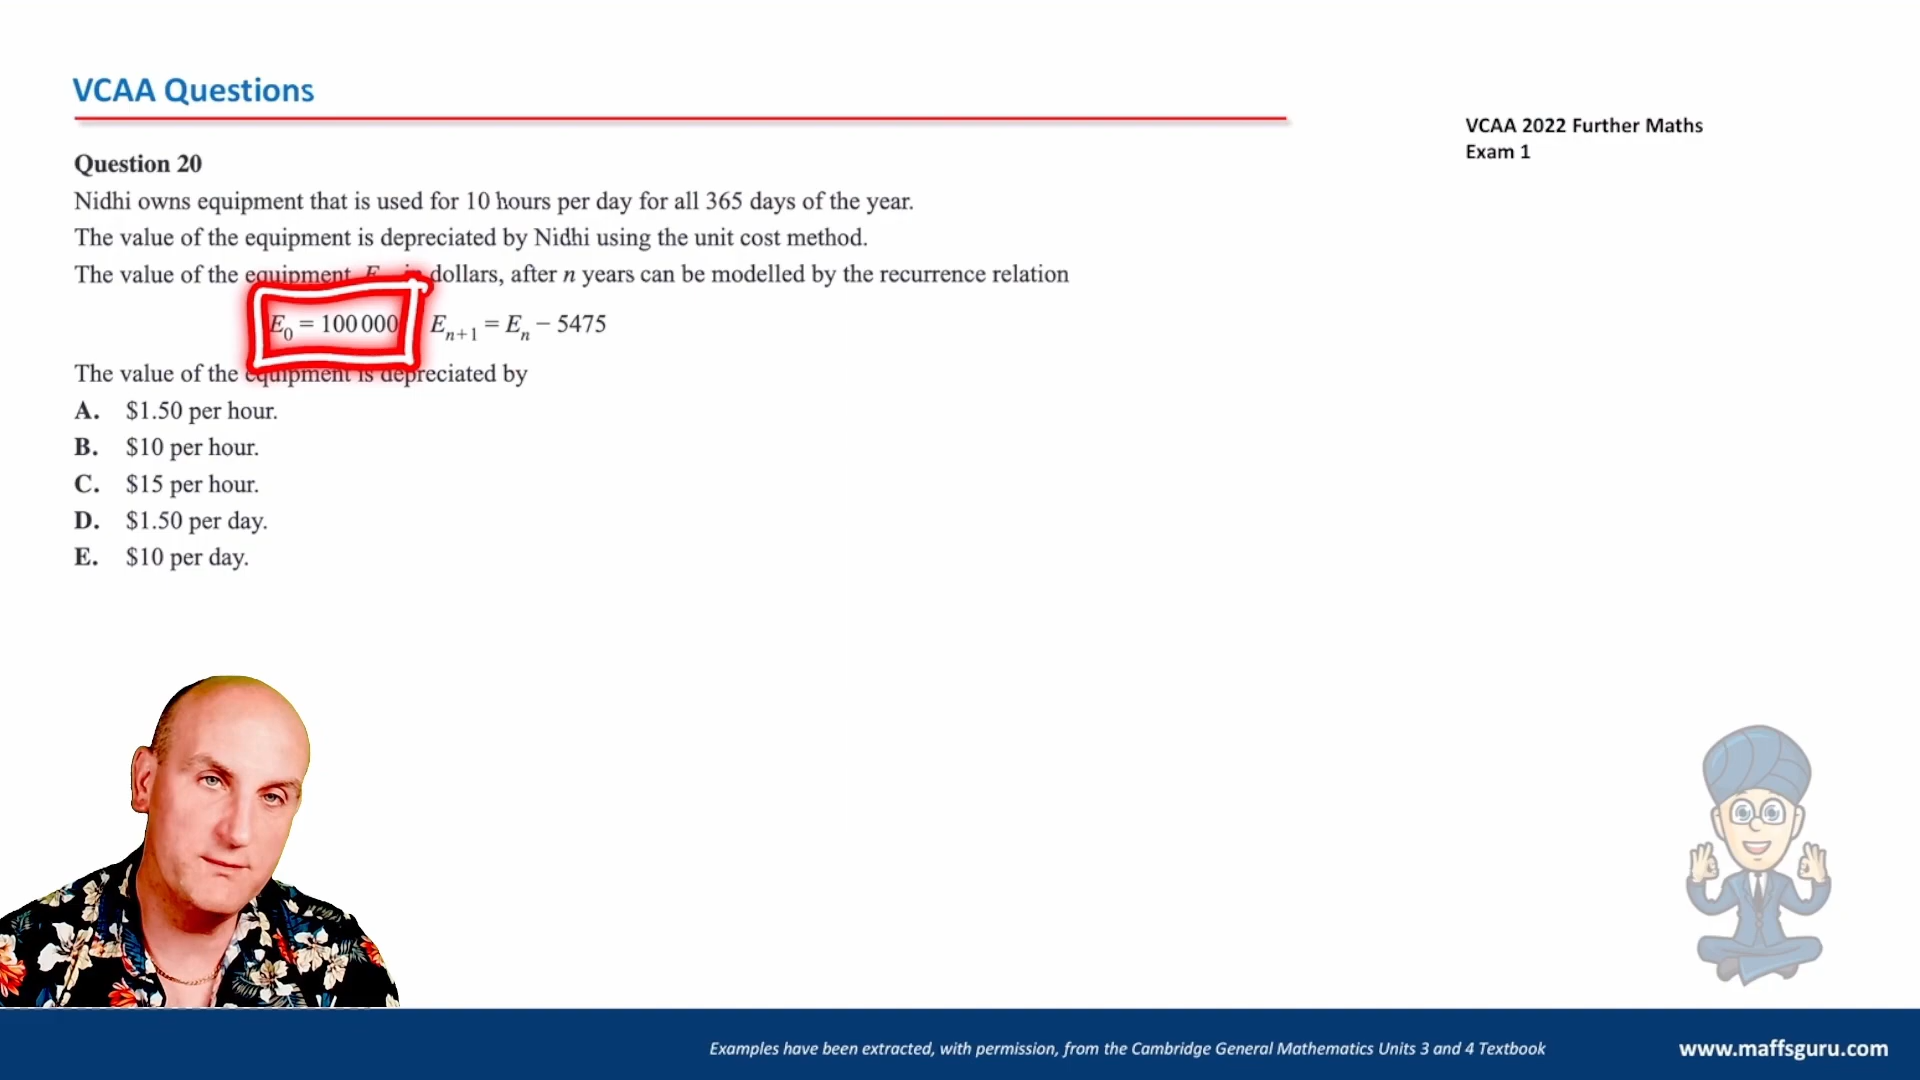 VCAA Questions
VCAA 2022 Further Maths
Exam 1
Question 20
Nidhi owns equipment that is used for 10 hours per day for all 365 days of the year.
The value of the equipment is depreciated by Nidhi using the unit cost method.
The value of the equipment, E in dollars, after n years can be modelled by the recurrence relation
E₀ = 100 000 Eₙ₊₁ = Eₙ − 5475
The value of the equipment is depreciated by
A. $1.50 per hour.
B. $10 per hour.
C. $15 per hour.
D. $1.50 per day.
E. $10 per day.
Examples have been extracted, with permission, from the Cambridge General Mathematics Units 3 and 4 Textbook
www.maffsguru.com